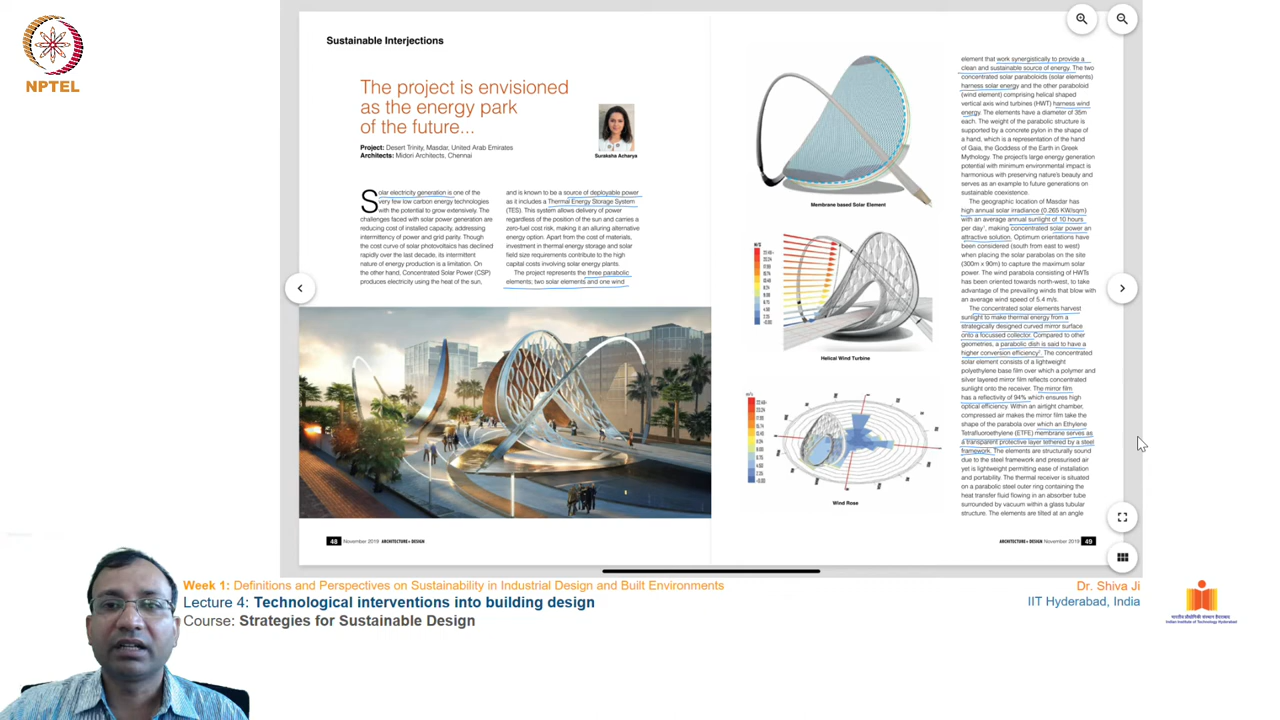 NPTEL
Sustainable Interjections
The project is envisioned
as the energy park
of the future...
Project: Desert Trinity, Masdar, United Arab Emirates
Architects: Midori Architects, Chennai
Suraksha Acharya
Solar electricity generation is one of the
very few low carbon energy technologies
with the potential to grow extensively. The
challenges faced with solar power generation are
reducing cost of installed capacity, addressing
intermittency of power and grid parity. Though
the cost curve of solar photovoltaics has declined
rapidly over the last decade, its intermittent
nature of energy production is a limitation. On
the other hand, Concentrated Solar Power (CSP)
produces electricity using the heat of the sun,
and is known to be a source of deployable power
as it includes a Thermal Energy Storage System
(TES). This system allows delivery of power
regardless of the position of the sun and carries a
zero-fuel cost risk, making it an alluring alternative
energy option. Apart from the cost of materials,
investment in thermal energy storage and solar
field size requirements contribute to the high
capital costs involving solar energy plants.
The project represents the three parabolic
elements; two solar elements and one wind
48 November 2019 ARCHITECTURE+ DESIGN
Membrane based Solar Element
M/S
Helical Wind Turbine
m/s
Wind Rose
element that work synergistically to provide a
clean and sustainable source of energy. The two
concentrated solar paraboloids (solar elements)
harness solar energy and the other paraboloid
(wind element) comprising helical shaped
vertical axis wind turbines (HWT) harness wind
energy. The elements have a diameter of 35m
each. The weight of the parabolic structure is
supported by a concrete pylon in the shape of
a hand, which is a representation of the hand
of Gaia, the Goddess of the Earth in Greek
Mythology. The project's large energy generation
potential with minimum environmental impact is
harmonious with preserving nature's beauty and
serves as an example to future generations on
sustainable coexistence.
The geographic location of Masdar has
high annual solar irradiance (0.265 KW/sqm)
with an average annual sunlight of 10 hours
per day¹, making concentrated solar power an
attractive solution. Optimum orientations have
been considered (south from east to west)
when placing the solar parabolas on the site
(300m x 90m) to capture the maximum solar
power. The wind parabola consisting of HWTs
has been oriented towards north-west, to take
advantage of the prevailing winds that blow with
an average wind speed of 5.4 m/s.
The concentrated solar elements harvest
sunlight to make thermal energy from a
strategically designed curved mirror surface
onto a focussed collector. Compared to other
geometries, a parabolic dish is said to have a
higher conversion efficiency². The concentrated
solar element consists of a lightweight
polyethylene base film over which a polymer and
silver layered mirror film reflects concentrated
sunlight onto the receiver. The mirror film
has a reflectivity of 94% which ensures high
optical efficiency. Within an airtight chamber,
compressed air makes the mirror film take the
shape of the parabola over which an Ethylene
Tetrafluoroethylene (ETFE) membrane serves as
a transparent protective layer tethered by a steel
framework. The elements are structurally sound
due to the steel framework and pressurised air
yet is lightweight permitting ease of installation
and portability. The thermal receiver is situated
on a parabolic steel outer ring containing the
heat transfer fluid flowing in an absorber tube
surrounded by vacuum within a glass tubular
structure. The elements are tilted at an angle
ARCHITECTURE+ DESIGN November 2019 49
Week 1: Definitions and Perspectives on Sustainability in Industrial Design and Built Environments
Lecture 4: Technological interventions into building design
Course: Strategies for Sustainable Design
Dr. Shiva Ji
IIT Hyderabad, India
भारतीय प्रौद्योगिकी संस्थान हैदराबाद
Indian Institute of Technology Hyderabad